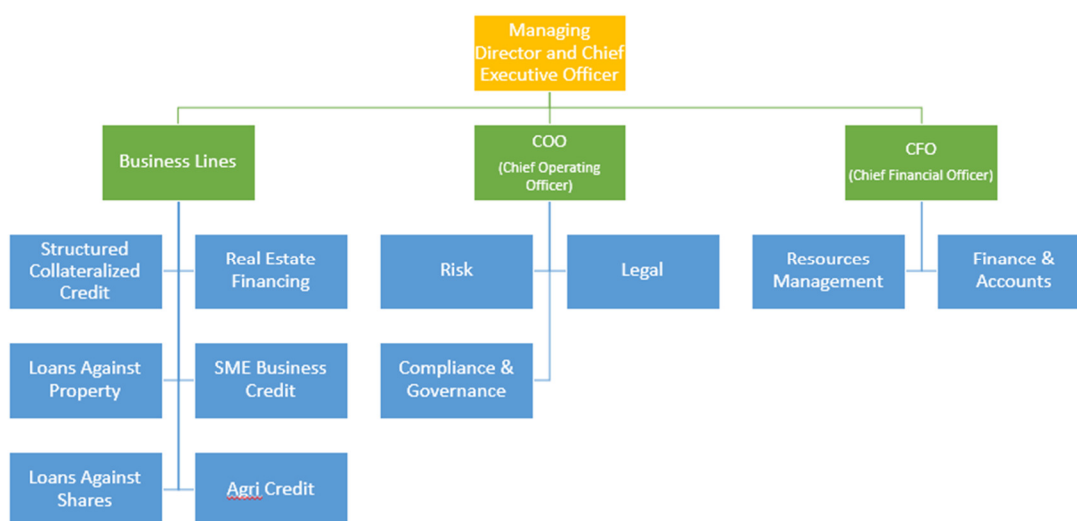 Managing
Director and Chief
Executive Officer
Business Lines
COO
(Chief Operating
Officer)
CFO
(Chief Financial Officer)
Structured
Collateralized
Credit
Real Estate
Financing
Risk
Legal
Resources
Management
Finance &
Accounts
Loans Against
Property
SME Business
Credit
Compliance &
Governance
Loans Against
Shares
Agri Credit